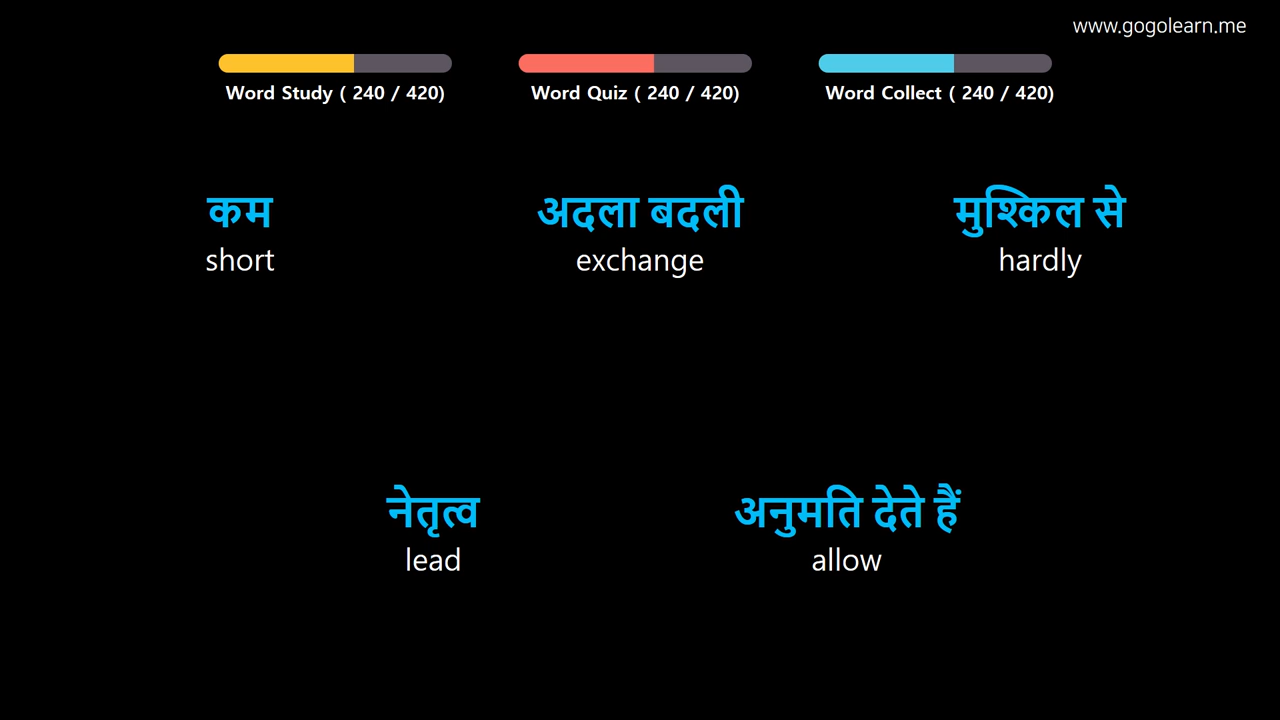 www.gogolearn.me
Word Study ( 240 / 420)
Word Quiz ( 240 / 420)
Word Collect ( 240 / 420)
कम
short
अदला बदली
exchange
मुश्किल से
hardly
नेतृत्व
lead
अनुमति देते हैं
allow